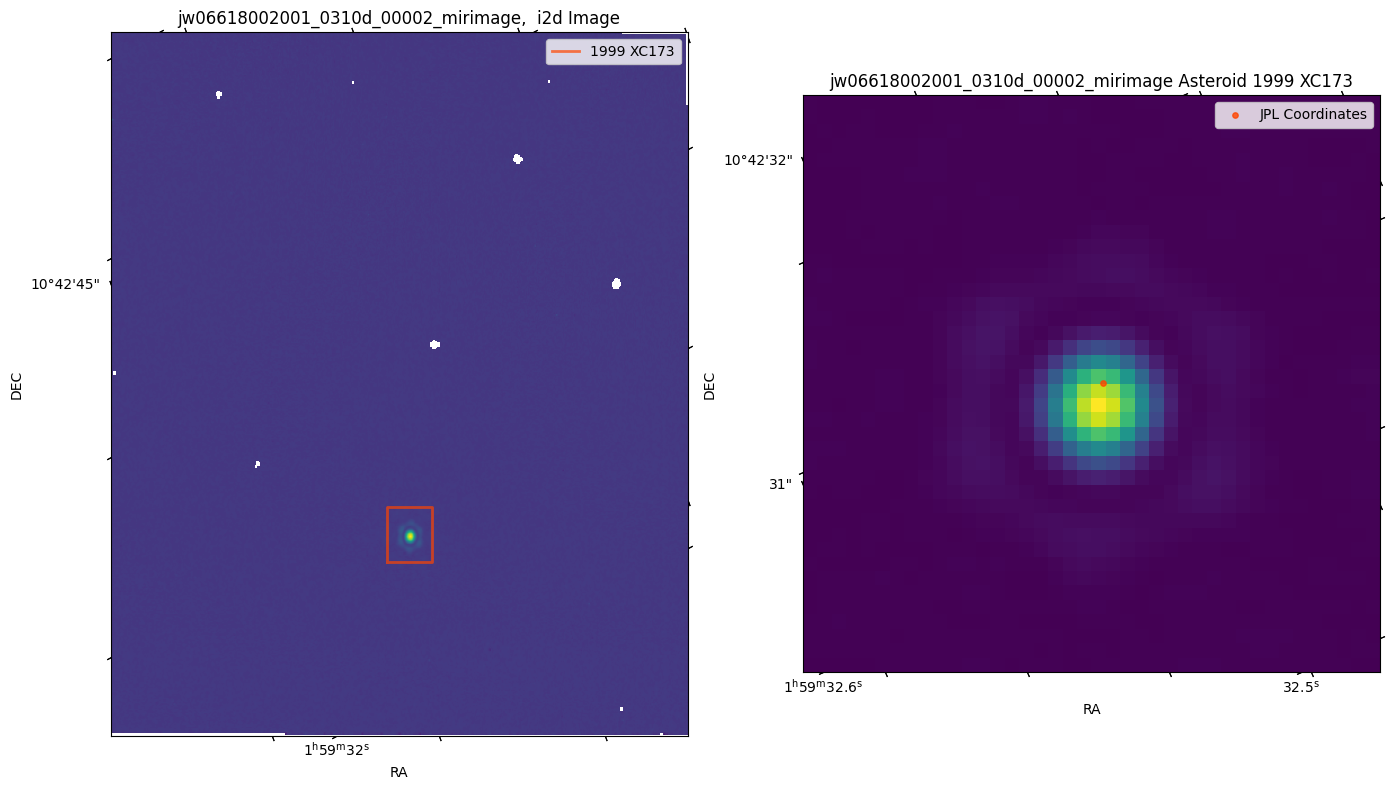 jw06618002001_0310d_00002_mirimage,  i2d Image
1999 XC173
10°42'45"
DEC
1ʰ59ᵐ32ˢ
RA
jw06618002001_0310d_00002_mirimage Asteroid 1999 XC173
JPL Coordinates
10°42'32"
31"
DEC
1ʰ59ᵐ32.6ˢ
32.5ˢ
RA